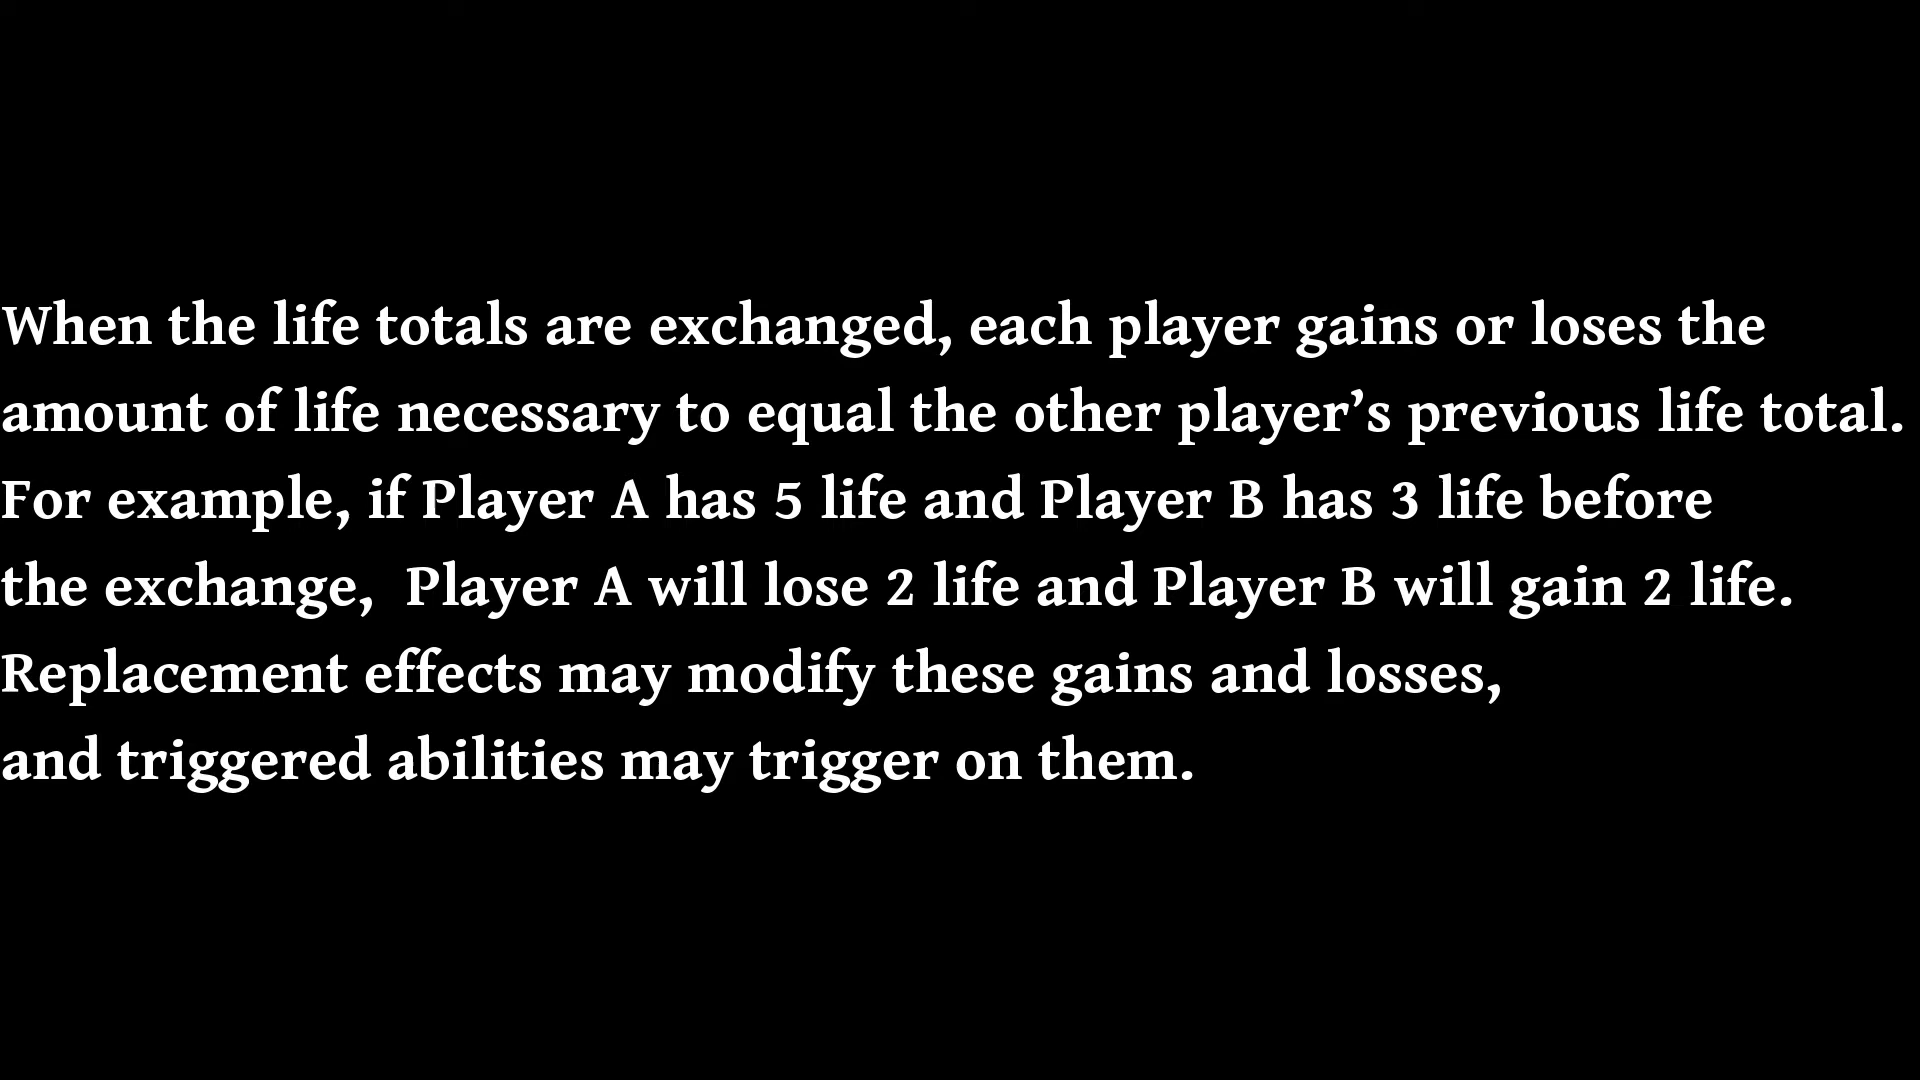 When the life totals are exchanged, each player gains or loses the
amount of life necessary to equal the other player’s previous life total.
For example, if Player A has 5 life and Player B has 3 life before
the exchange,  Player A will lose 2 life and Player B will gain 2 life.
Replacement effects may modify these gains and losses,
and triggered abilities may trigger on them.